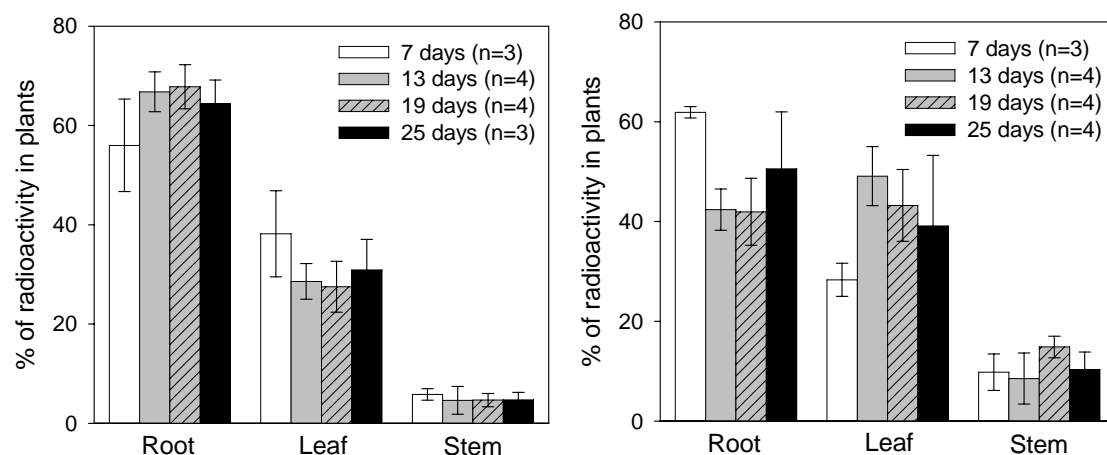 % of radioactivity in plants
80
60
40
20
0
7 days (n=3)
13 days (n=4)
19 days (n=4)
25 days (n=3)
Root Leaf Stem
% of radioactivity in plants
80
60
40
20
0
7 days (n=3)
13 days (n=4)
19 days (n=4)
25 days (n=4)
Root Leaf Stem